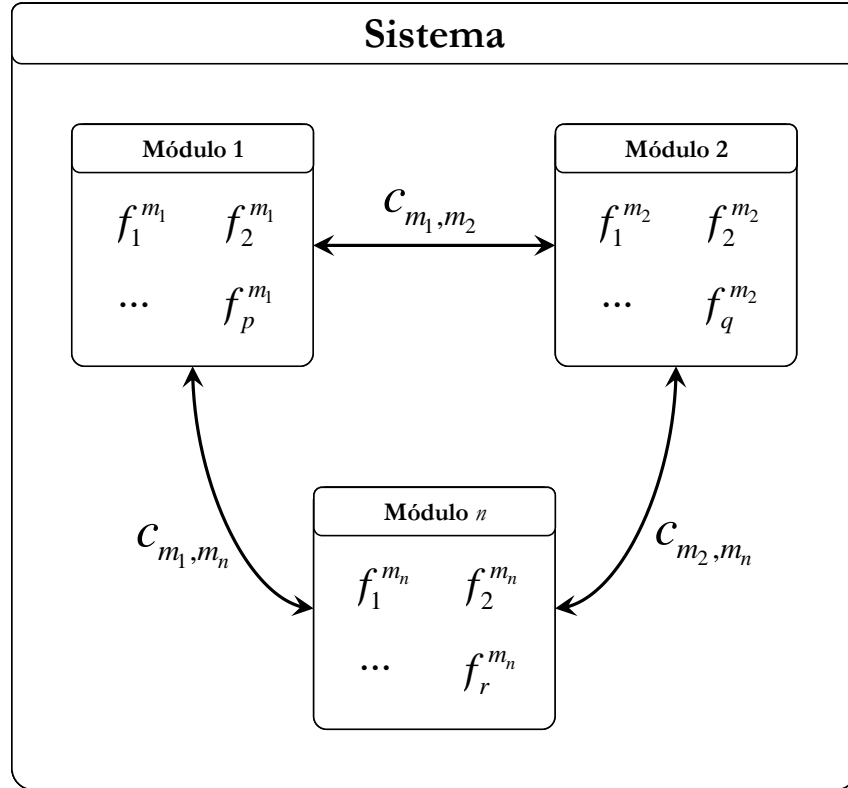 Sistema
Módulo 1
Módulo 2
f_1^{m_1} f_2^{m_1}
... f_p^{m_1}
c_{m_1,m_2}
f_1^{m_2} f_2^{m_2}
... f_q^{m_2}
Módulo n
c_{m_1,m_n}
c_{m_2,m_n}
f_1^{m_n} f_2^{m_n}
... f_r^{m_n}